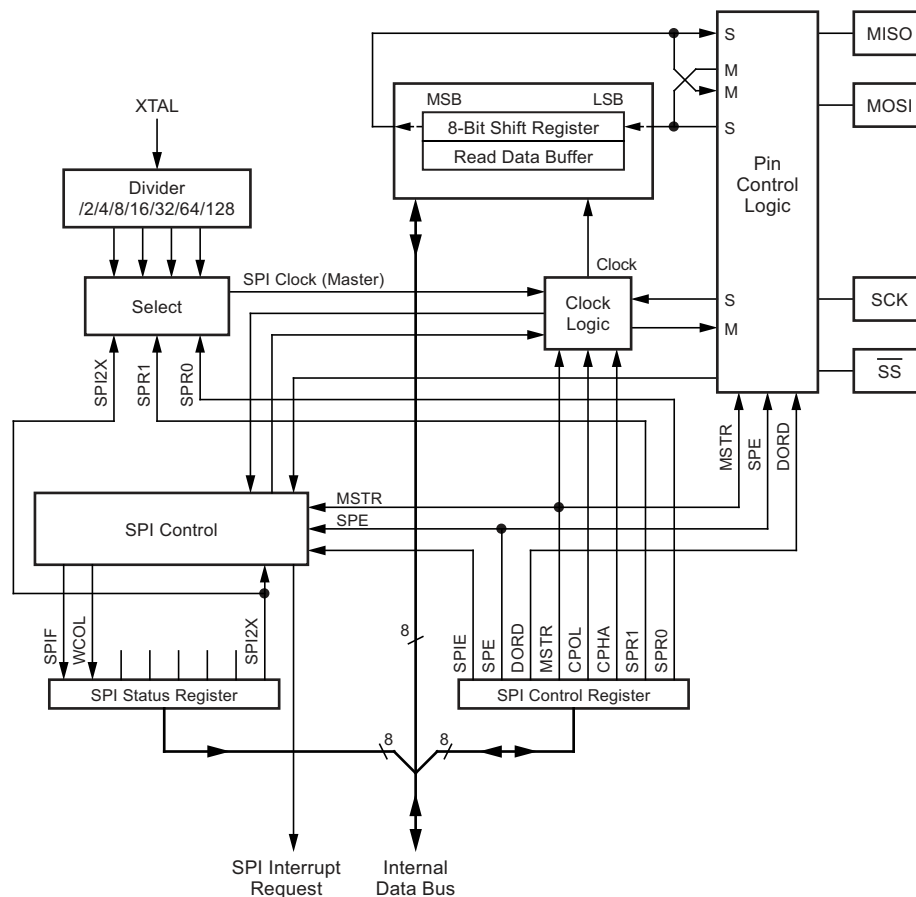 S
MISO
M
M
MOSI
MSB LSB
8-Bit Shift Register
S
Read Data Buffer
XTAL
Divider
/2/4/8/16/32/64/128
Pin
Control
Logic
Clock
SPI Clock (Master)
Select
Clock
Logic
S
M
SCK
SS
SPI2X
SPR1
SPR0
MSTR
SPE
DORD
MSTR
SPE
SPI Control
SPIF
WCOL
SPI2X
8
SPIE
SPE
DORD
MSTR
CPOL
CPHA
SPR1
SPR0
SPI Status Register
SPI Control Register
8
8
SPI Interrupt
Request
Internal
Data Bus